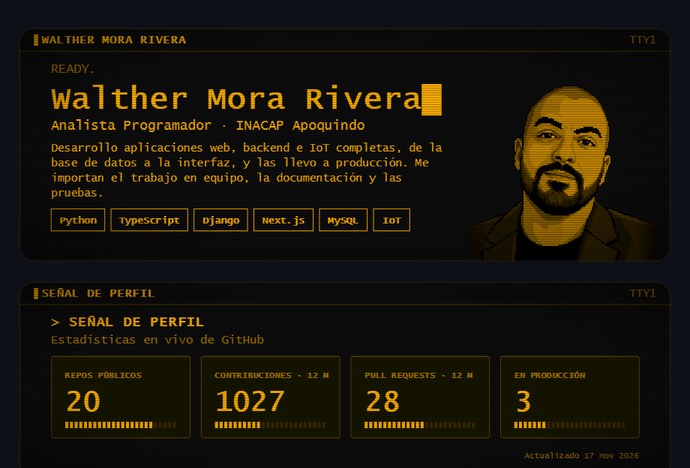 WALTHER MORA RIVERA
TTY1
READY.
Walther Mora Rivera
Analista Programador · INACAP Apoquindo
Desarrollo aplicaciones web, backend e IoT completas, de la
base de datos a la interfaz, y las llevo a producción. Me
importan el trabajo en equipo, la documentación y las
pruebas.
Python TypeScript Django Next.js MySQL IoT
SEÑAL DE PERFIL
TTY1
> SEÑAL DE PERFIL
Estadísticas en vivo de GitHub
REPOS PÚBLICOS
20
CONTRIBUCIONES · 12 M
1027
PULL REQUESTS · 12 M
28
EN PRODUCCIÓN
3
Actualizado 17 nov 2026